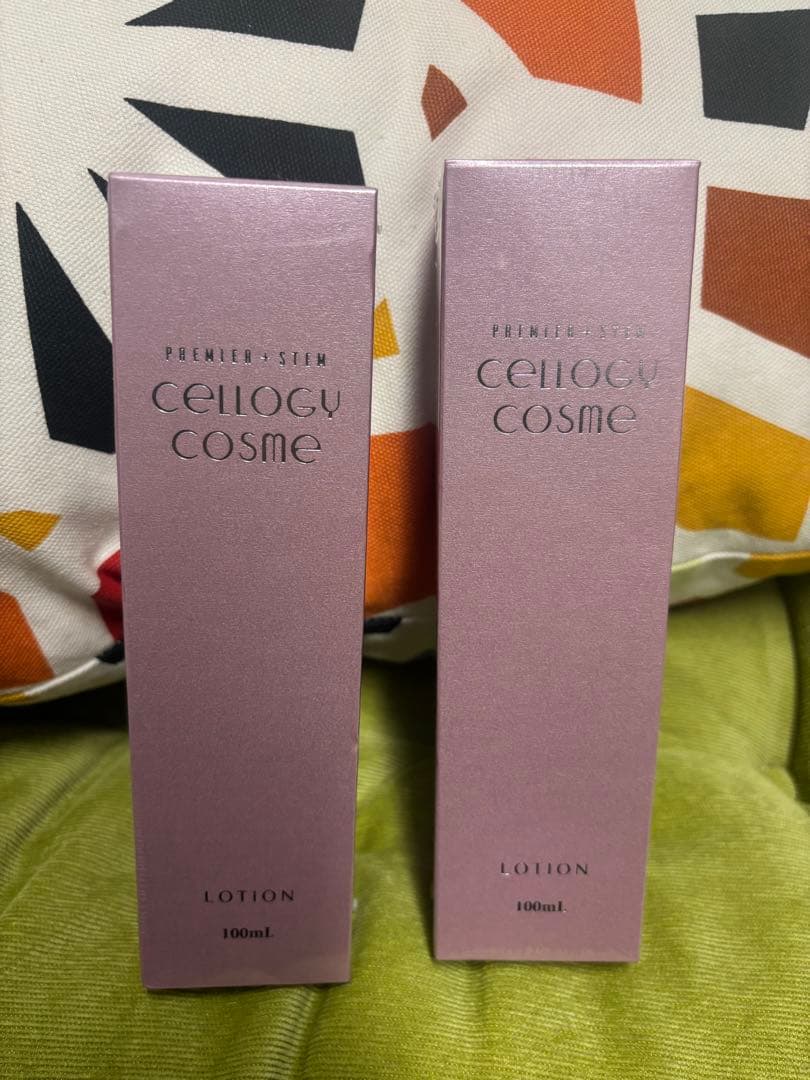 PREMIER + STEM
CELLOGY
COSME
LOTION
100mL
PREMIER + STEM
CELLOGY
COSME
LOTION
100mL